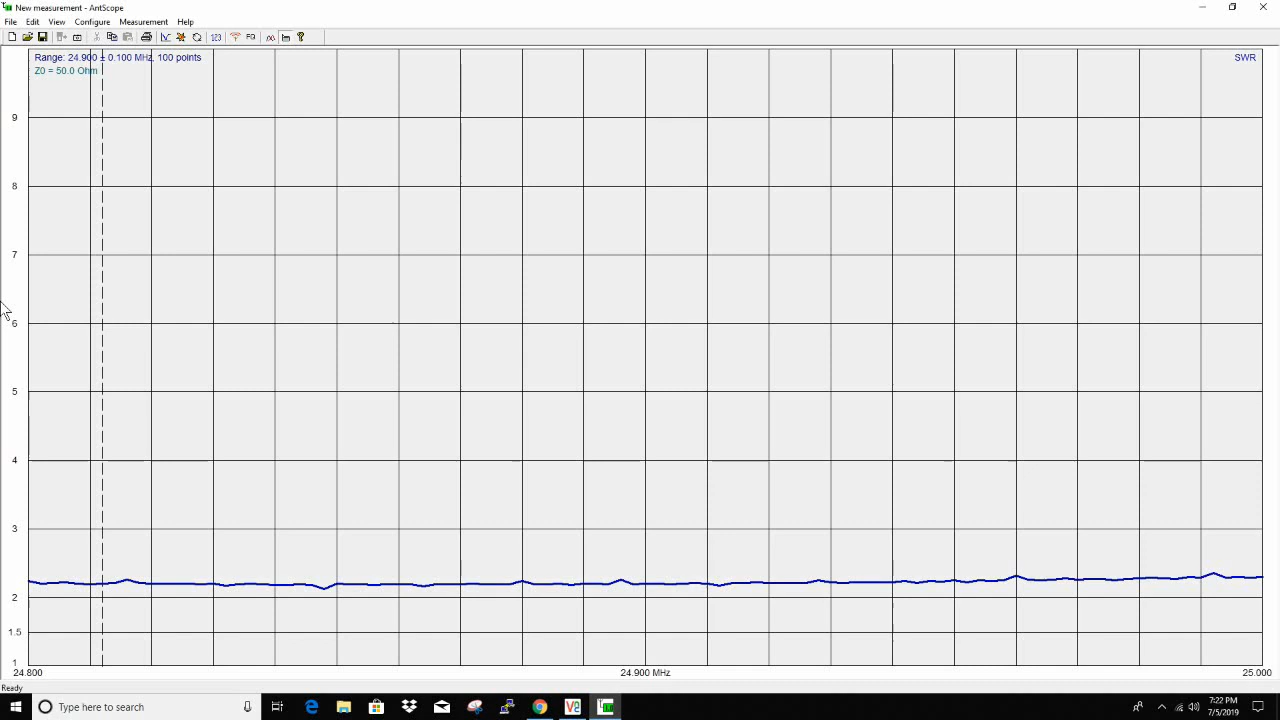 New measurement - AntScope
File Edit View Configure Measurement Help
Range: 24.900 ± 0.100 MHz, 100 points
SWR
Z0 = 50.0 Ohm
9
8
7
6
5
4
3
2
1.5
1
24.800 24.900 MHz 25.000
Ready
Type here to search
7:22 PM
7/5/2019